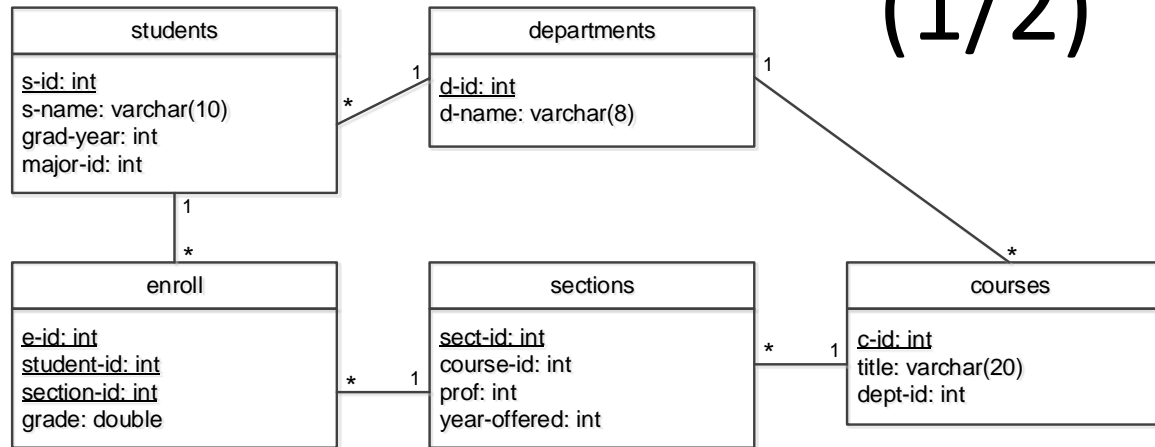 (1/2)
students
s-id: int
s-name: varchar(10)
grad-year: int
major-id: int
departments
d-id: int
d-name: varchar(8)
1
*
1
1
*
*
enroll
e-id: int
student-id: int
section-id: int
grade: double
*
1
sections
sect-id: int
course-id: int
prof: int
year-offered: int
*
1
courses
c-id: int
title: varchar(20)
dept-id: int